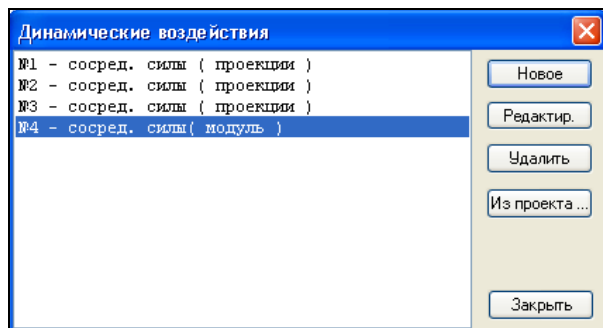 Динамические воздействия
№1 - сосред. силы ( проекции )
№2 - сосред. силы ( проекции )
№3 - сосред. силы ( проекции )
№4 - сосред. силы( модуль )
Новое
Редактир.
Удалить
Из проекта ...
Закрыть